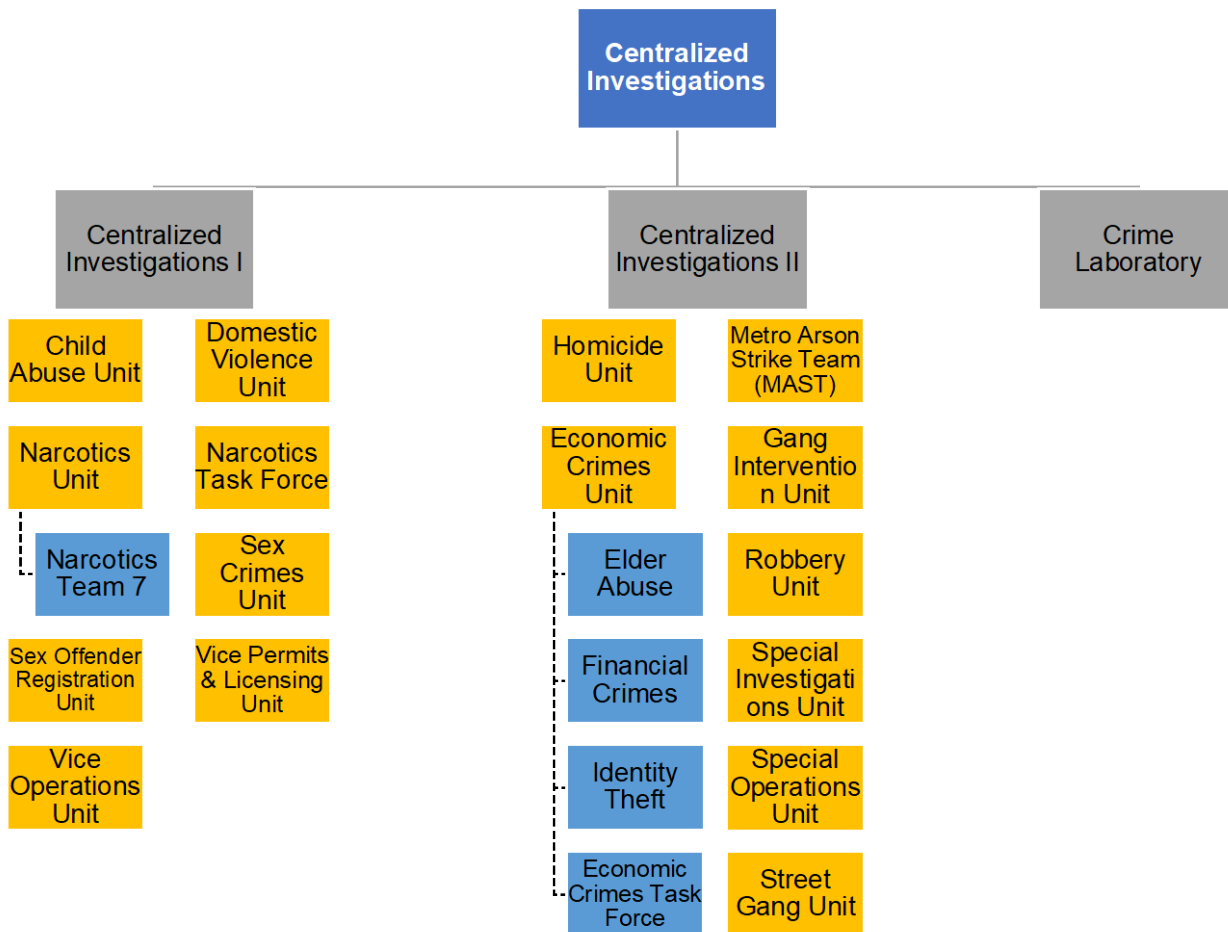 Centralized
Investigations
Centralized
Investigations I
Centralized
Investigations II
Crime
Laboratory
Child
Abuse Unit
Domestic
Violence
Unit
Narcotics
Unit
Narcotics
Task Force
Narcotics
Team 7
Sex
Crimes
Unit
Sex Offender
Registration
Unit
Vice Permits
& Licensing
Unit
Vice
Operations
Unit
Homicide
Unit
Metro Arson
Strike Team
(MAST)
Economic
Crimes
Unit
Gang
Interventio
n Unit
Elder
Abuse
Robbery
Unit
Financial
Crimes
Special
Investigati
ons Unit
Identity
Theft
Special
Operations
Unit
Economic
Crimes Task
Force
Street
Gang Unit